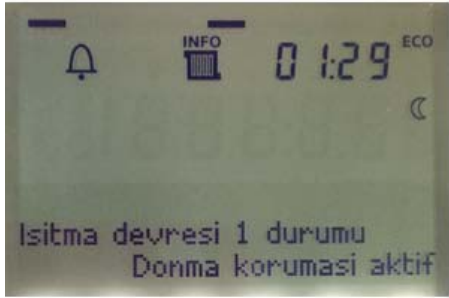 INFO
01:29 ECO
Isitma devresi 1 durumu
Donma korumasi aktif